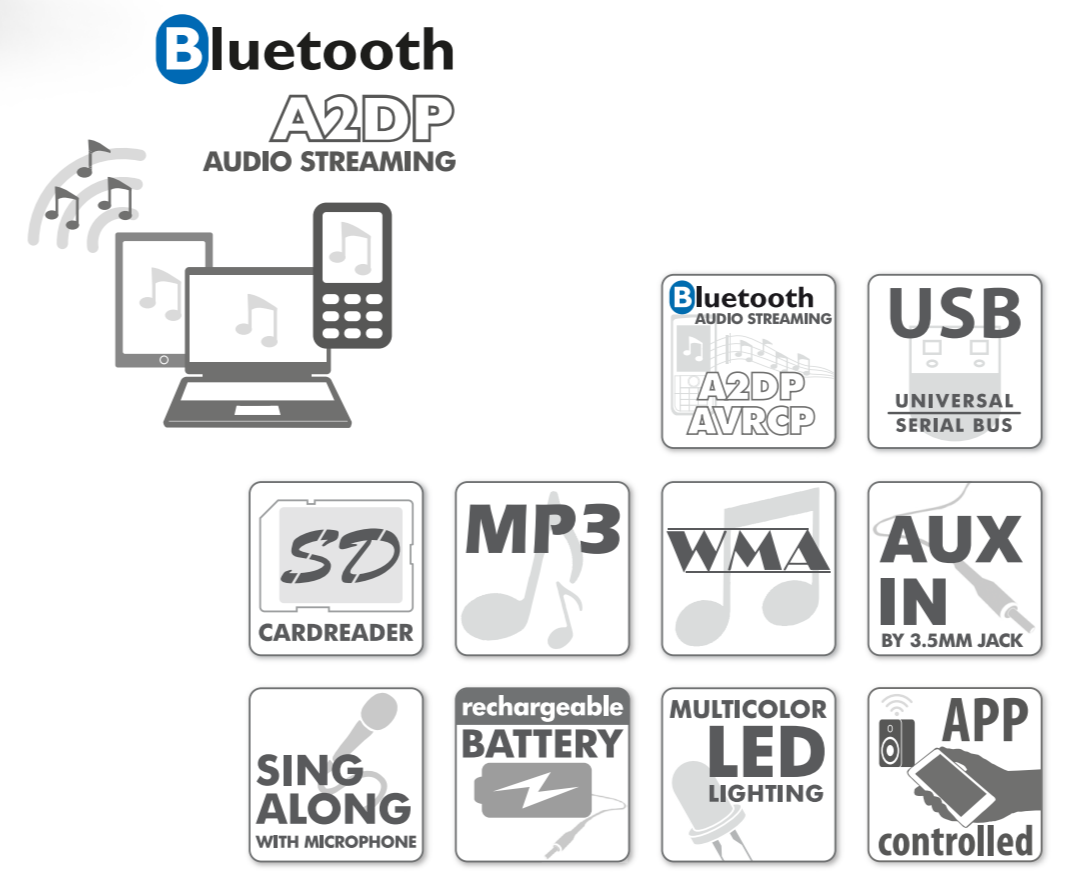 Bluetooth
A2DP
AUDIO STREAMING
Bluetooth
AUDIO STREAMING
A2DP
AVRCP
USB
UNIVERSAL
SERIAL BUS
SD
CARDREADER
MP3
WMA
AUX
IN
BY 3.5MM JACK
SING
ALONG
WITH MICROPHONE
rechargeable
BATTERY
MULTICOLOR
LED
LIGHTING
APP
controlled